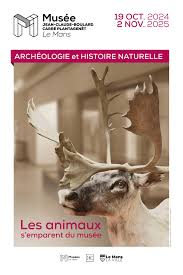 Musée
JEAN-CLAUDE-BOULARD
CARRÉ PLANTAGENÊT
Le Mans
19 OCT. 2024
2 NOV. 2025
ARCHÉOLOGIE et HISTOIRE NATURELLE
Les animaux
s'emparent du musée
Musées
Le Mans